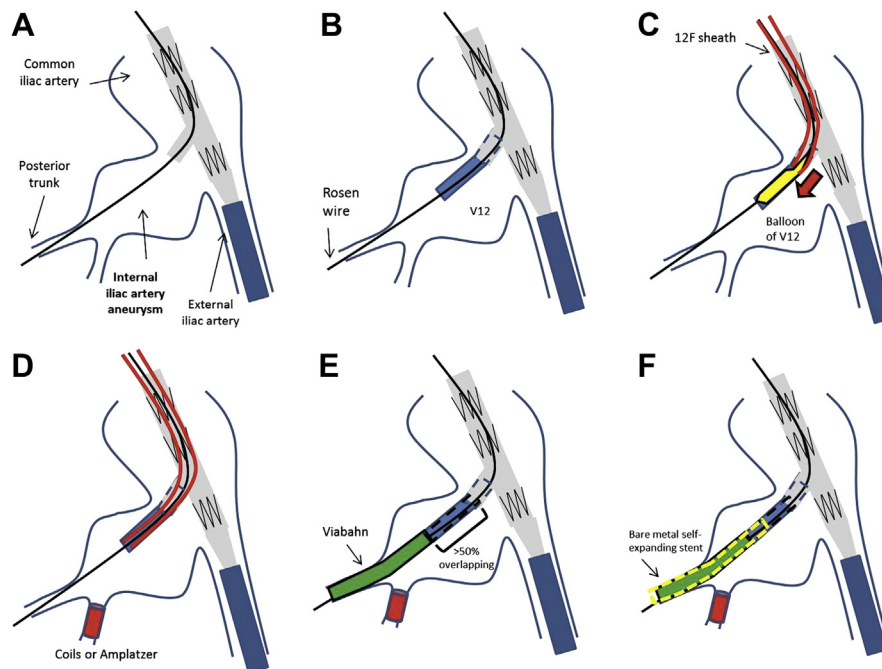 A
Common
iliac artery
Posterior
trunk
Internal
iliac artery
aneurysm
External
iliac artery
B
Rosen
wire
V12
C
12F sheath
Balloon
of V12
D
Coils or Amplatzer
E
Viabahn
>50%
overlapping
F
Bare metal self-
expanding stent